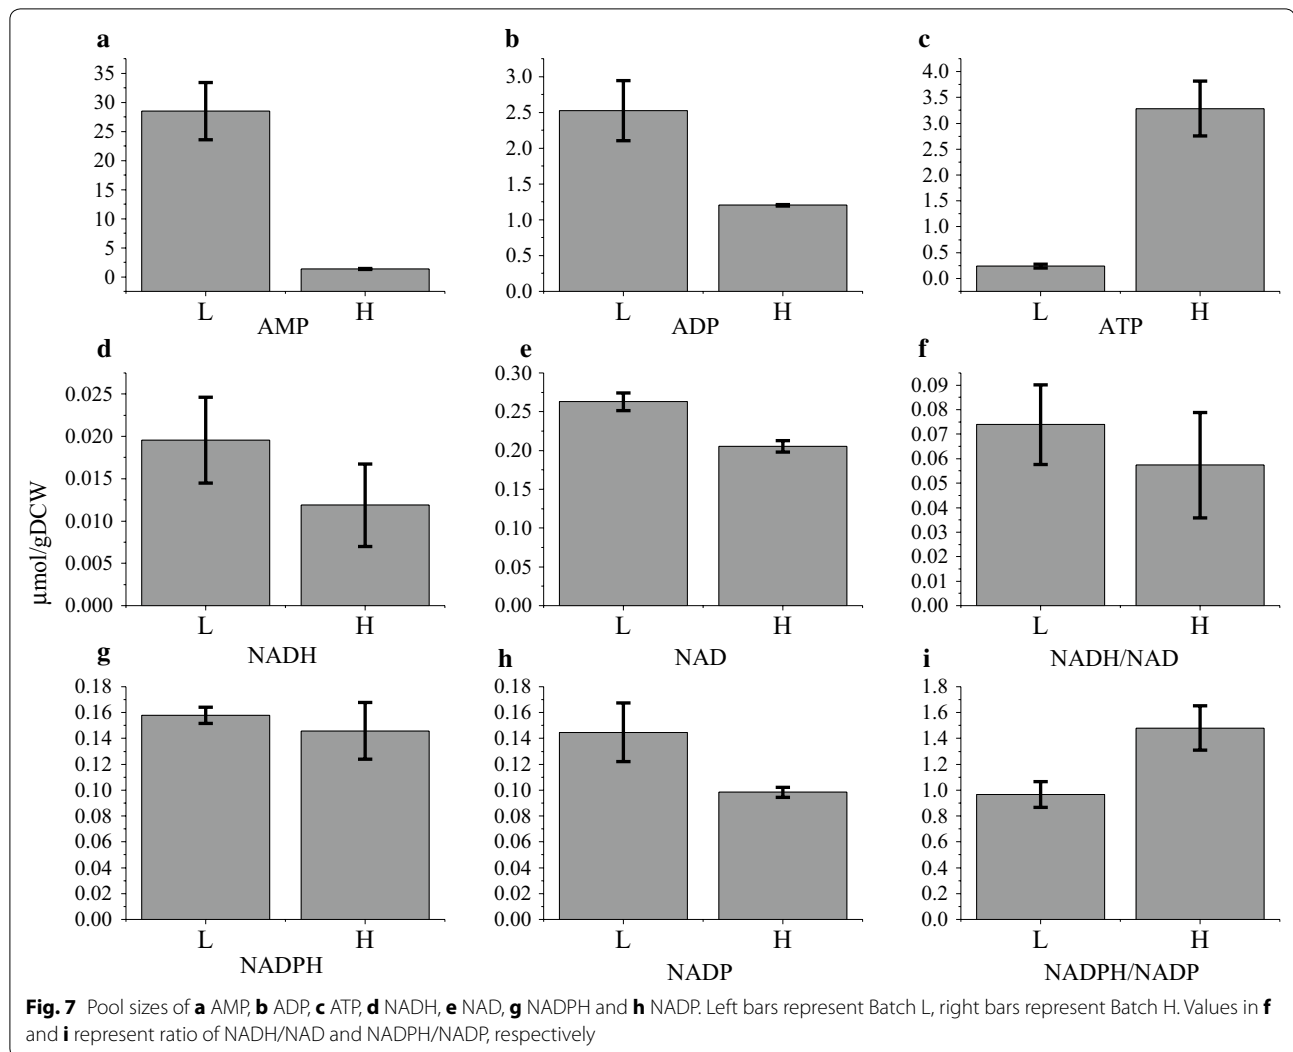 a
35
30
25
20
15
10
5
0
L H
AMP
b
3.0
2.5
2.0
1.5
1.0
0.5
0.0
L H
ADP
c
4.0
3.5
3.0
2.5
2.0
1.5
1.0
0.5
0.0
L H
ATP
µmol/gDCW
d
0.025
0.020
0.015
0.010
0.005
0.000
L H
NADH
e
0.30
0.25
0.20
0.15
0.10
0.05
0.00
L H
NAD
f
0.09
0.08
0.07
0.06
0.05
0.04
0.03
0.02
0.01
0.00
L H
NADH/NAD
g
0.18
0.16
0.14
0.12
0.10
0.08
0.06
0.04
0.02
0.00
L H
NADPH
h
0.18
0.16
0.14
0.12
0.10
0.08
0.06
0.04
0.02
0.00
L H
NADP
i
1.8
1.6
1.4
1.2
1.0
0.8
0.6
0.4
0.2
0.0
L H
NADPH/NADP
Fig. 7 Pool sizes of a AMP, b ADP, c ATP, d NADH, e NAD, g NADPH and h NADP. Left bars represent Batch L, right bars represent Batch H. Values in f
and i represent ratio of NADH/NAD and NADPH/NADP, respectively